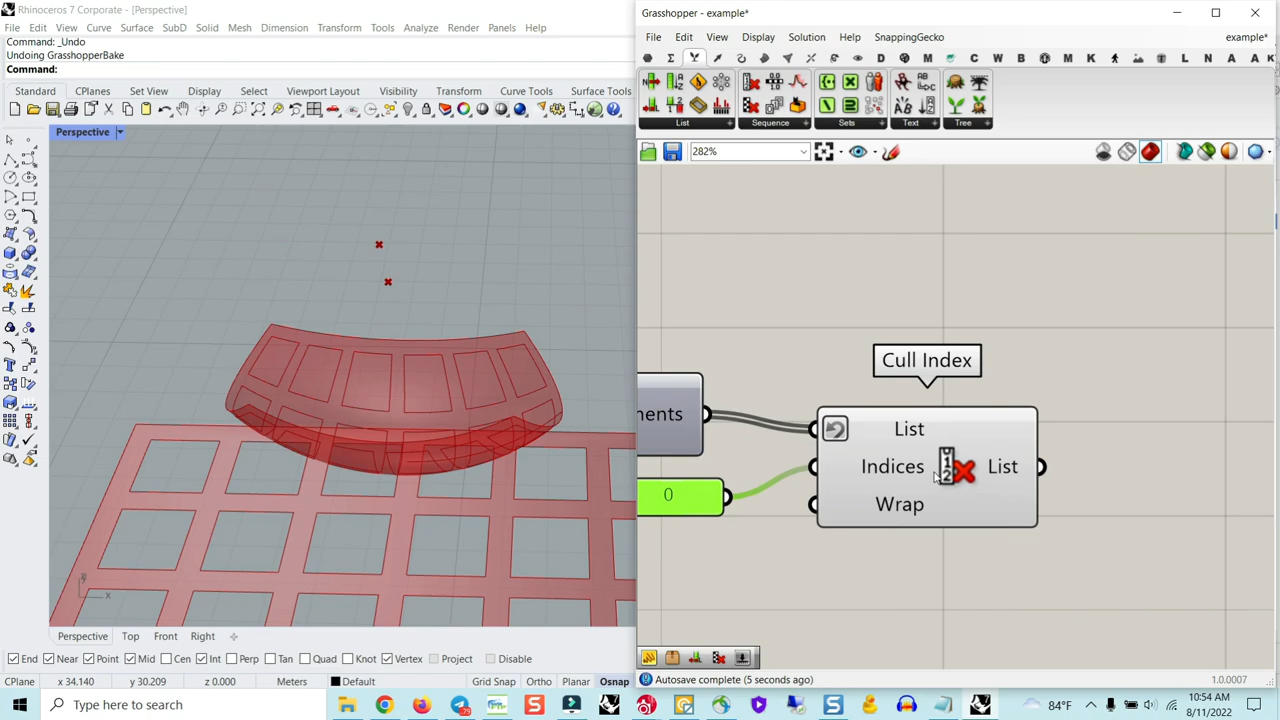 Rhinoceros 7 Corporate - [Perspective]
File Edit View Curve Surface SubD Solid Mesh Dimension Transform Tools Analyze Render Panels Help
Command: _Undo
Undoing GrasshopperBake
Command:
Standard CPlanes Set View Viewport Layout Visibility Transform Curve Tools Surface Tools
Perspective
y
x
Perspective Top Front Right
End Near Point Mid Cen Int Perp Tan Quad Knot Vertex Project Disable
CPlane x 34.140 y 30.209 z 0.000 Meters Default Grid Snap Ortho Planar Osnap
Grasshopper - example*
File Edit View Display Solution Help SnappingGecko example*
List Sequence Sets Text Tree
282%
Cull Index
List
Indices
Wrap
List
0
Autosave complete (5 seconds ago) 1.0.0007
Type here to search
79
84°F
10:54 AM
8/11/2022